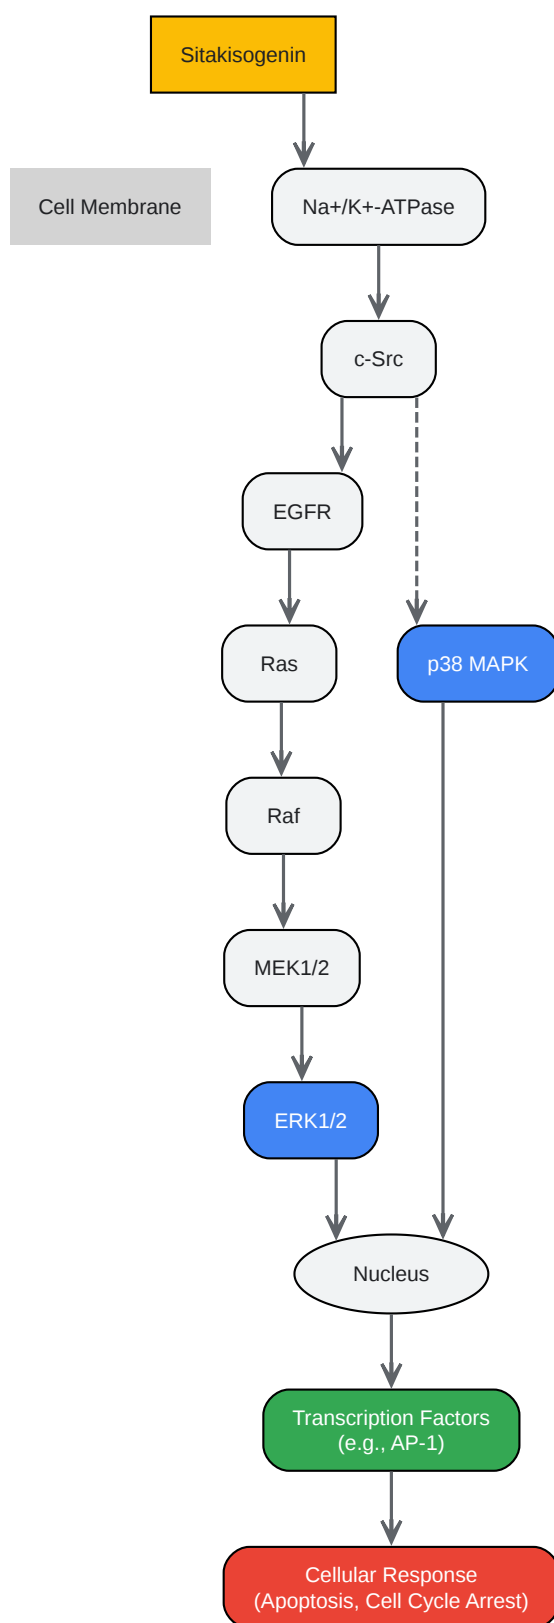 Sitakisogenin
Cell Membrane
Na+/K+-ATPase
c-Src
EGFR
Ras
p38 MAPK
Raf
MEK1/2
ERK1/2
Nucleus
Transcription Factors
(e.g., AP-1)
Cellular Response
(Apoptosis, Cell Cycle Arrest)